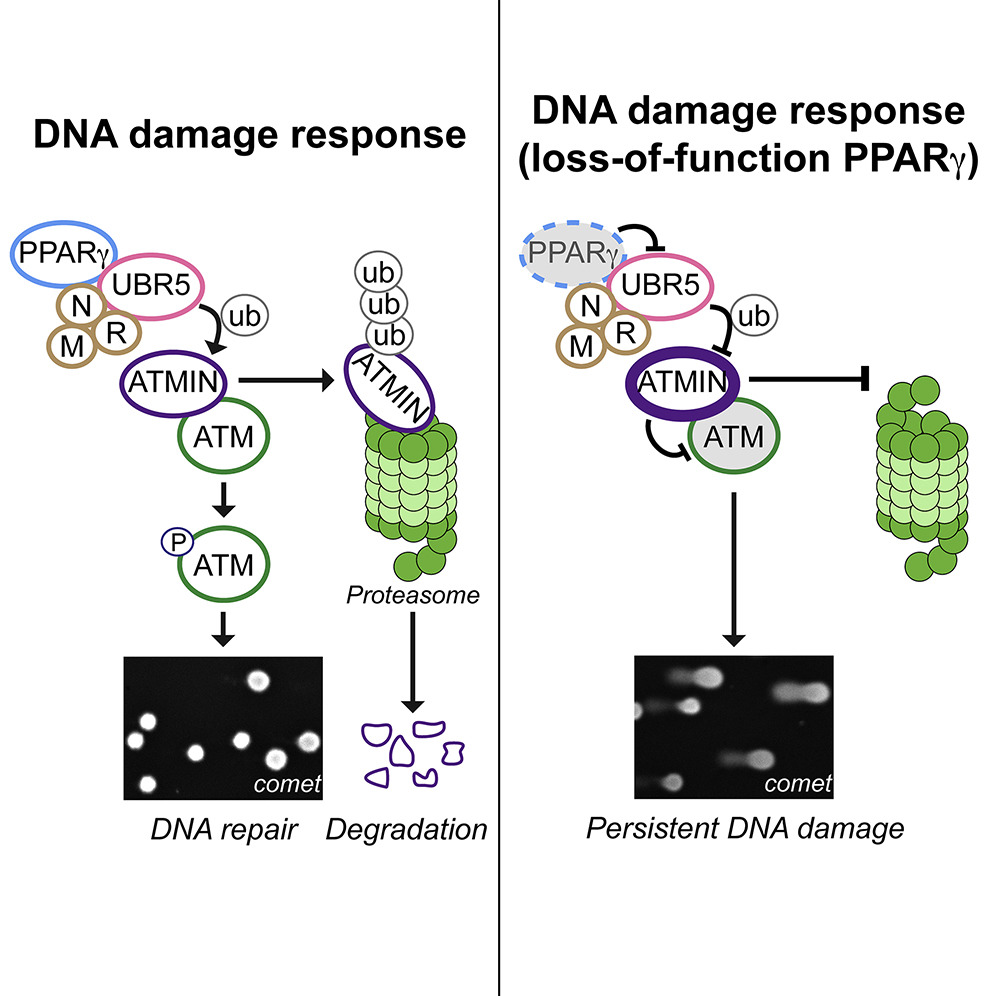 DNA damage response
PPARγ
UBR5
N
R
M
ub
ATMIN
ATM
P
ATM
comet
DNA repair
ub
ub
ub
ATMIN
Proteasome
Degradation
DNA damage response
(loss-of-function PPARγ)
PPARγ
UBR5
N
R
M
ub
ATMIN
ATM
comet
Persistent DNA damage